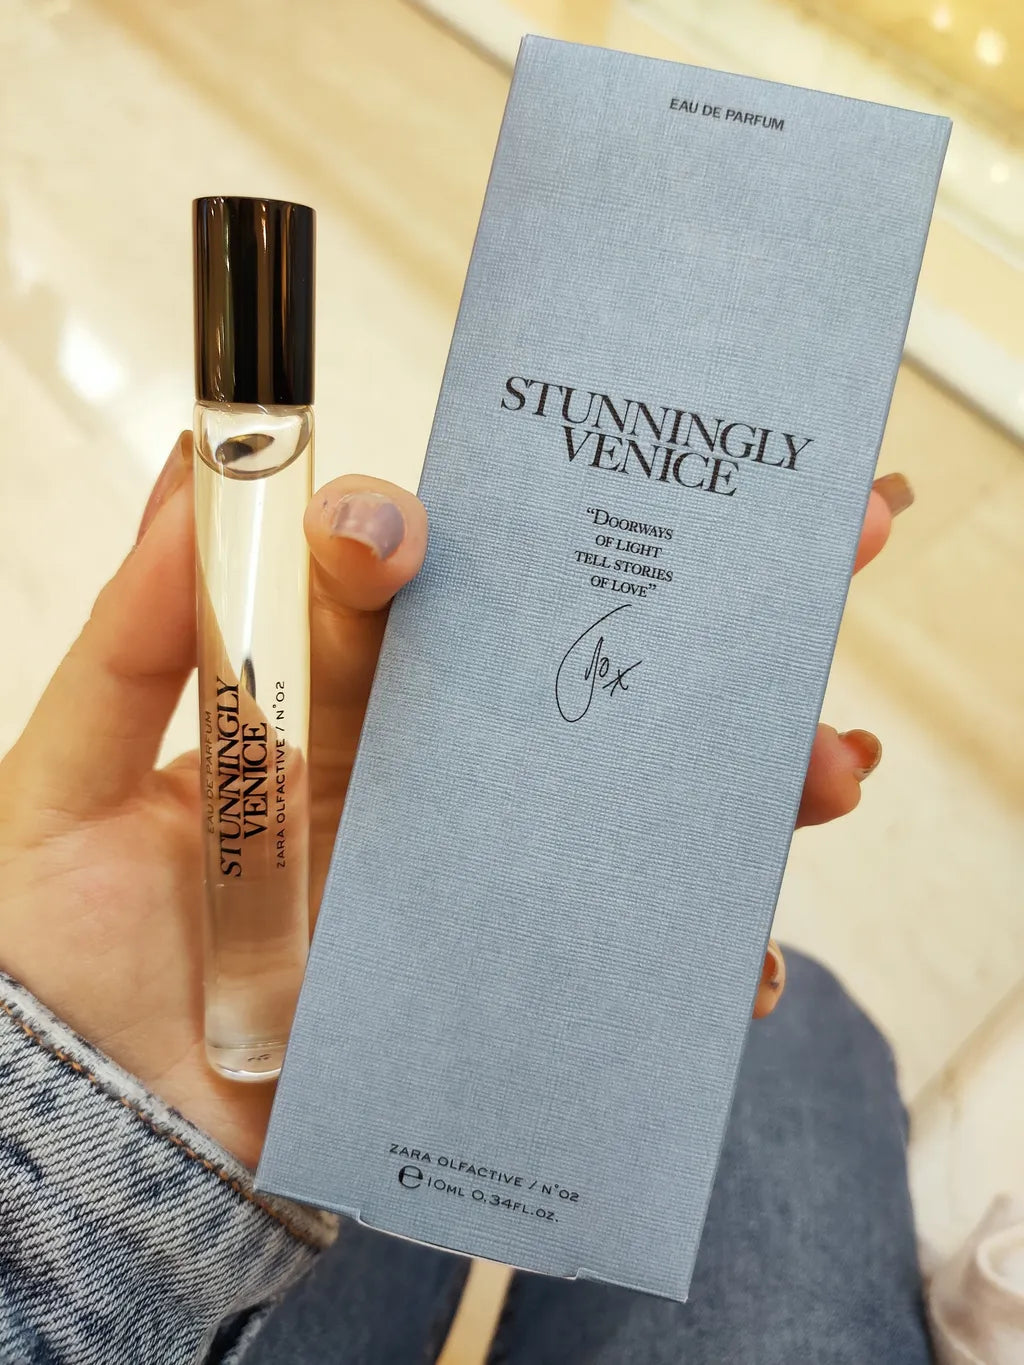 EAU DE PARFUM
STUNNINGLY
VENICE
“DOORWAYS
OF LIGHT
TELL STORIES
OF LOVE”
Jo x
ZARA OLFACTIVE / N°02
℮ 10ML 0.34FL.OZ.
EAU DE PARFUM
STUNNINGLY
VENICE
ZARA OLFACTIVE / N°02